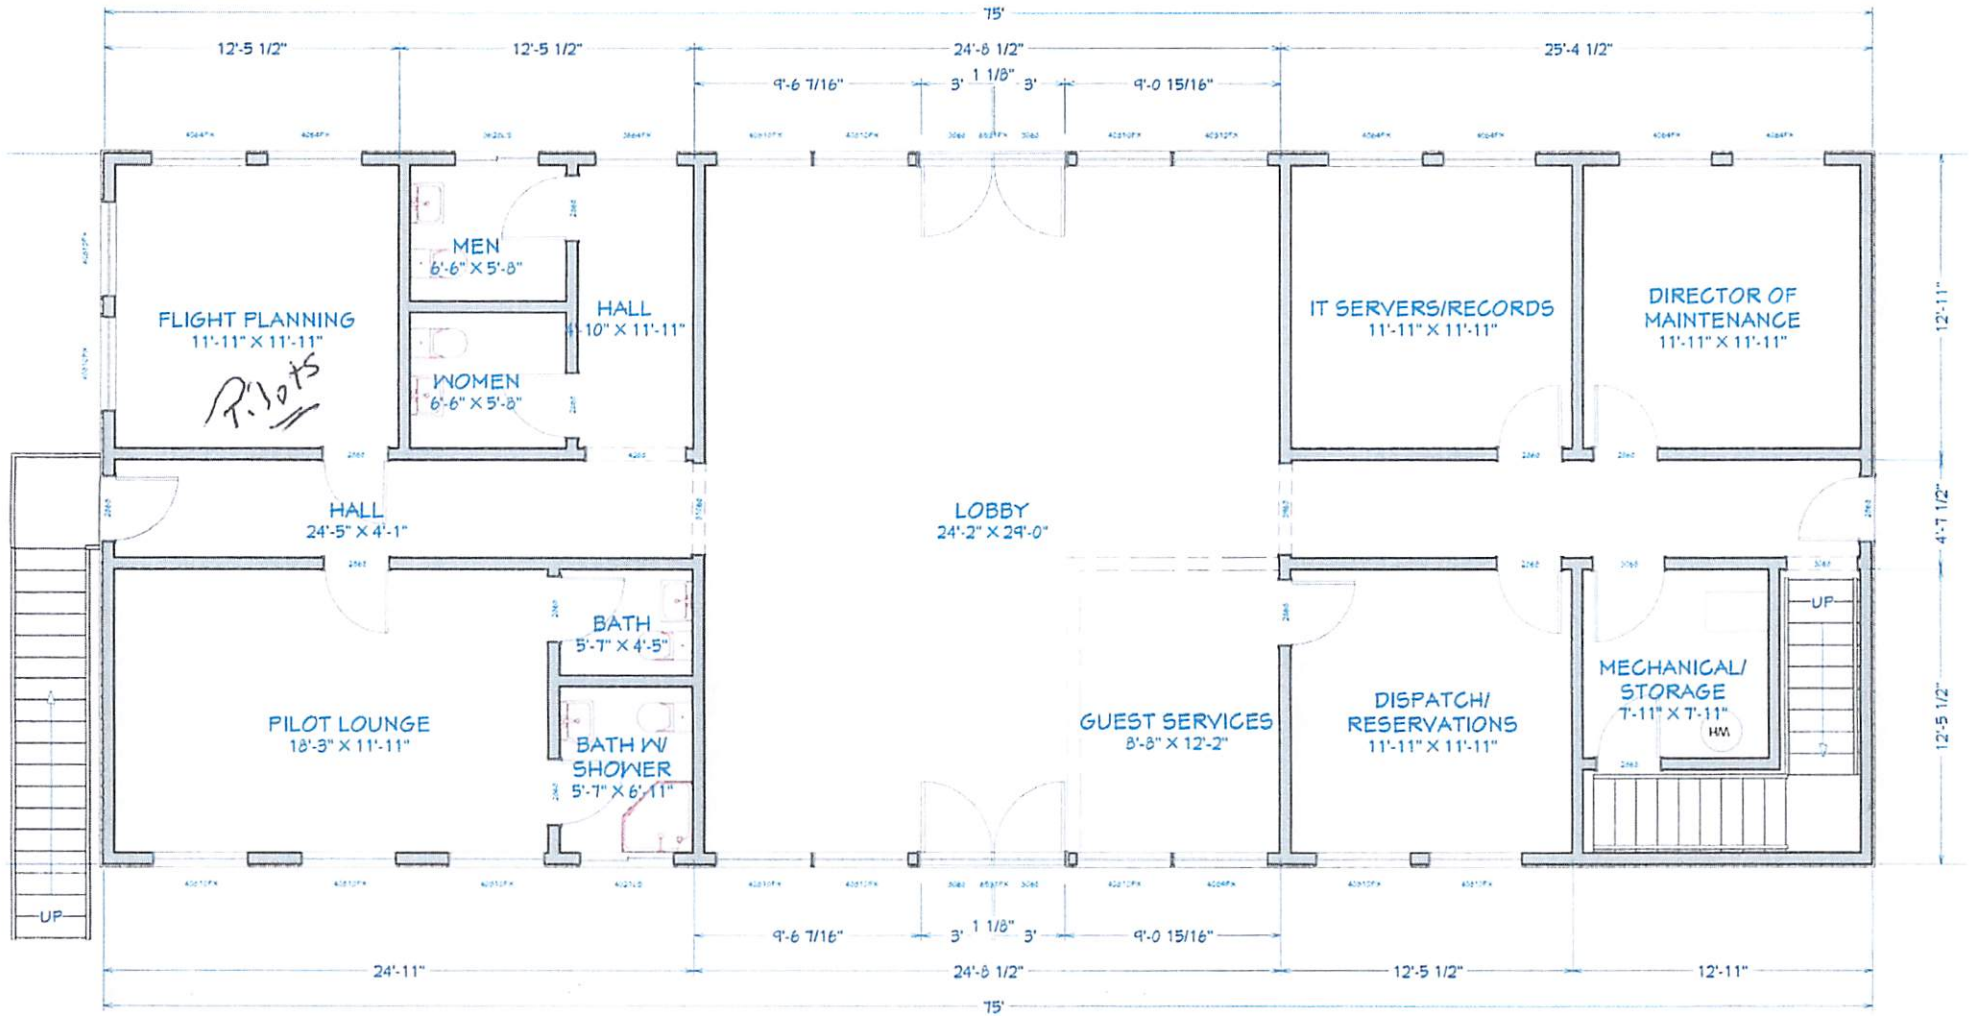 75'
12'-5 1/2" 12'-5 1/2" 24'-8 1/2" 25'-4 1/2"
9'-6 7/16" 3' 1 1/8" 3' 9'-0 15/16"
MEN
6'-6" X 5'-8"
FLIGHT PLANNING
11'-11" X 11'-11"
Pilots
HALL
4'-10" X 11'-11"
WOMEN
6'-6" X 5'-8"
IT SERVERS/RECORDS
11'-11" X 11'-11"
DIRECTOR OF
MAINTENANCE
11'-11" X 11'-11"
12'-11"
HALL
24'-5" X 4'-1"
LOBBY
24'-2" X 29'-0"
4'-7 1/2"
BATH
5'-7" X 4'-5"
UP
PILOT LOUNGE
18'-3" X 11'-11"
BATH W/
SHOWER
5'-7" X 6'-11"
GUEST SERVICES
8'-8" X 12'-2"
DISPATCH/
RESERVATIONS
11'-11" X 11'-11"
MECHANICAL/
STORAGE
7'-11" X 7'-11"
WH
12'-5 1/2"
UP
9'-6 7/16" 3' 1 1/8" 3' 9'-0 15/16"
24'-11" 24'-8 1/2" 12'-5 1/2" 12'-11"
75'